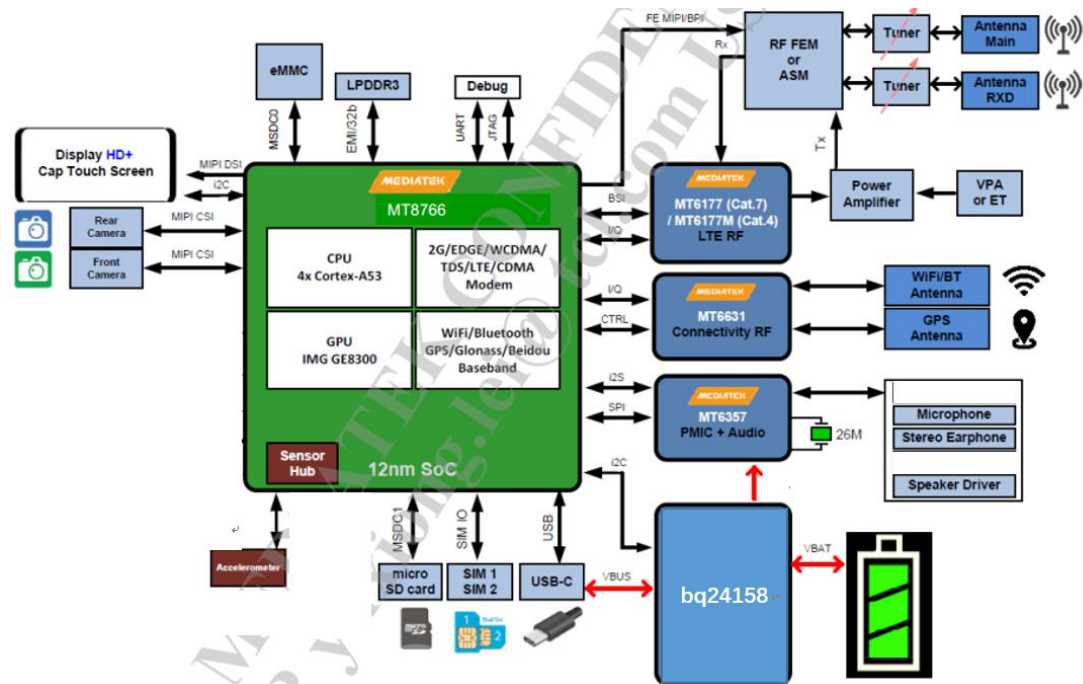 FE MIPI/BPI
eMMC
LPDDR3
Debug
Rx
RF FEM
or
ASM
Tuner
Antenna
Main
Tuner
Antenna
RXD
MSDC0
EMI/32b
UART
JTAG
Tx
Display HD+
Cap Touch Screen
MIPI DSI
I2C
MEDIATEK
MT8766
BSI
I/Q
MEDIATEK
MT6177 (Cat.7)
/ MT6177M (Cat.4)
LTE RF
Power
Amplifier
VPA
or ET
Rear
Camera
MIPI CSI
Front
Camera
MIPI CSI
CPU
4x Cortex-A53
2G/EDGE/WCDMA/
TDS/LTE/CDMA
Modem
GPU
IMG GE8300
WiFi/Bluetooth
GPS/Glonass/Beidou
Baseband
I/Q
CTRL
MEDIATEK
MT6631
Connectivity RF
WiFi/BT
Antenna
GPS
Antenna
I2S
SPI
MEDIATEK
MT6357
PMIC + Audio
26M
Microphone
Stereo Earphone
Speaker Driver
Sensor
Hub
12nm SoC
I2C
Accelerometer
MSDC1
SIM IO
USB
micro
SD card
SIM 1
SIM 2
USB-C
VBUS
bq24158
VBAT
micro
SD
1
2